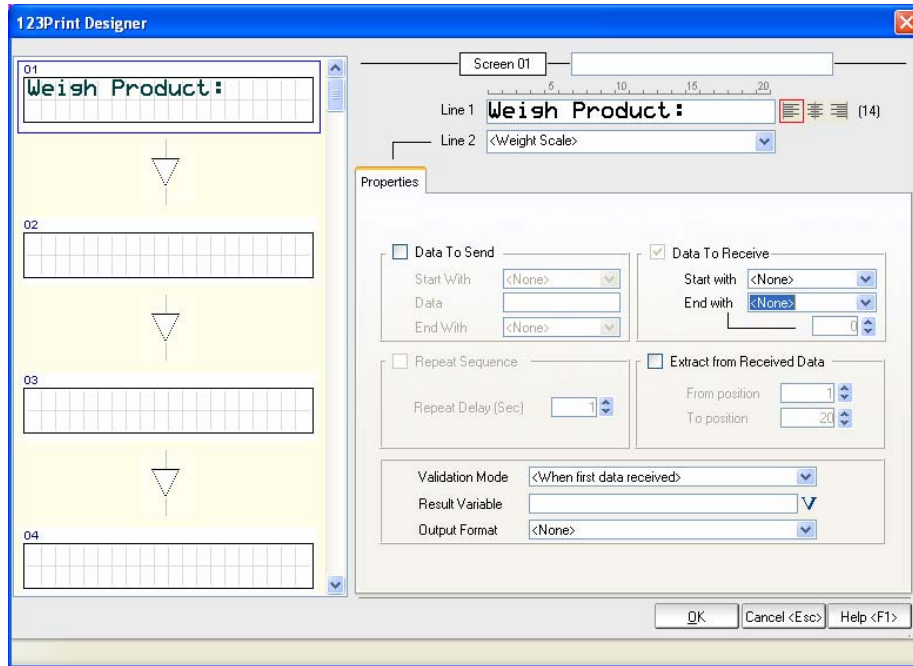 123Print Designer
01
Weigh Product:
02
03
04
Screen 01
5 10 15 20
Line 1 Weigh Product: (14)
Line 2 <Weight Scale>
Properties
Data To Send
Start With <None>
Data
End With <None>
Data To Receive
Start with <None>
End with <None>
0
Repeat Sequence
Repeat Delay (Sec) 1
Extract from Received Data
From position 1
To position 20
Validation Mode <When first data received>
Result Variable V
Output Format <None>
OK Cancel <Esc> Help <F1>